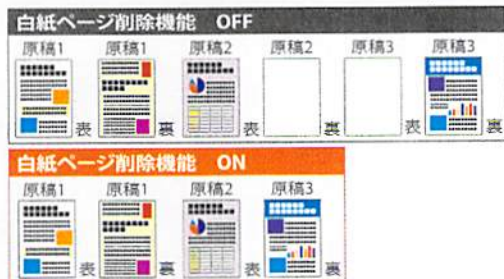 白紙ページ削除機能 OFF
原稿1 原稿1 原稿2 原稿2 原稿3 原稿3
表 裏 表 裏 表 裏
白紙ページ削除機能 ON
原稿1 原稿1 原稿2 原稿3
表 裏 表 裏